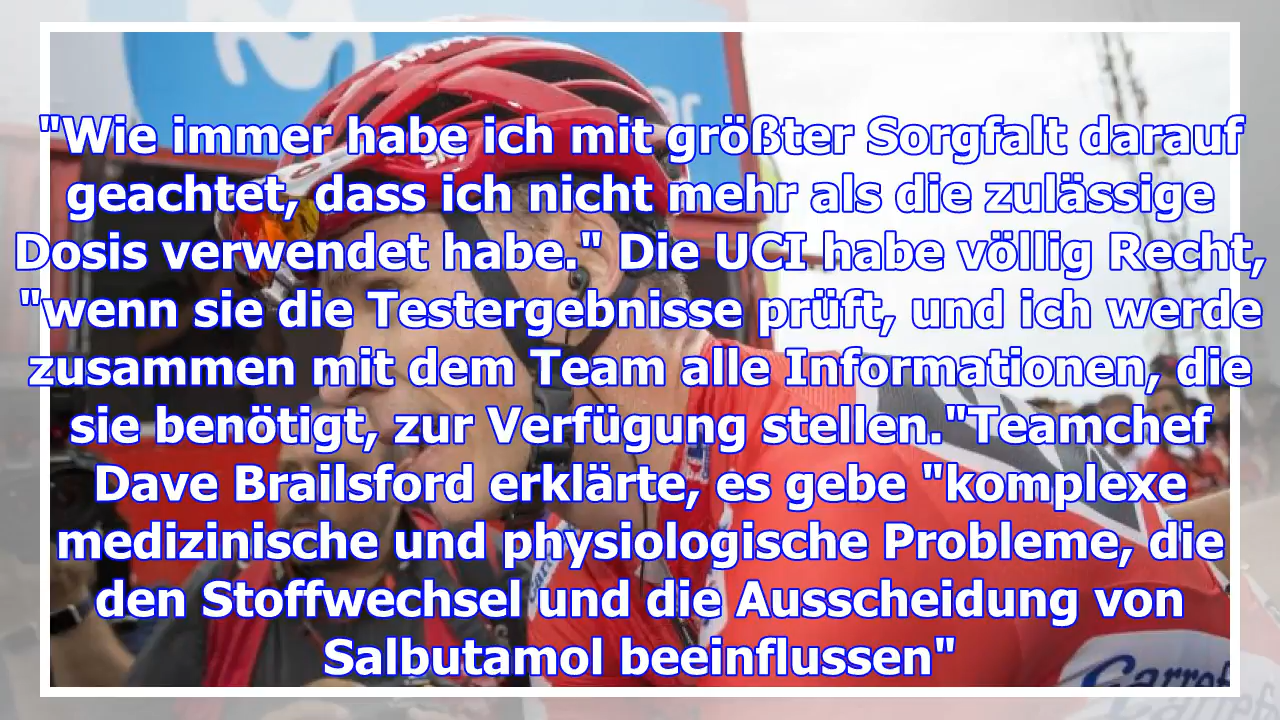 "Wie immer habe ich mit größter Sorgfalt darauf
geachtet, dass ich nicht mehr als die zulässige
Dosis verwendet habe." Die UCI habe völlig Recht,
"wenn sie die Testergebnisse prüft, und ich werde
zusammen mit dem Team alle Informationen, die
sie benötigt, zur Verfügung stellen."Teamchef
Dave Brailsford erklärte, es gebe "komplexe
medizinische und physiologische Probleme, die
den Stoffwechsel und die Ausscheidung von
Salbutamol beeinflussen"